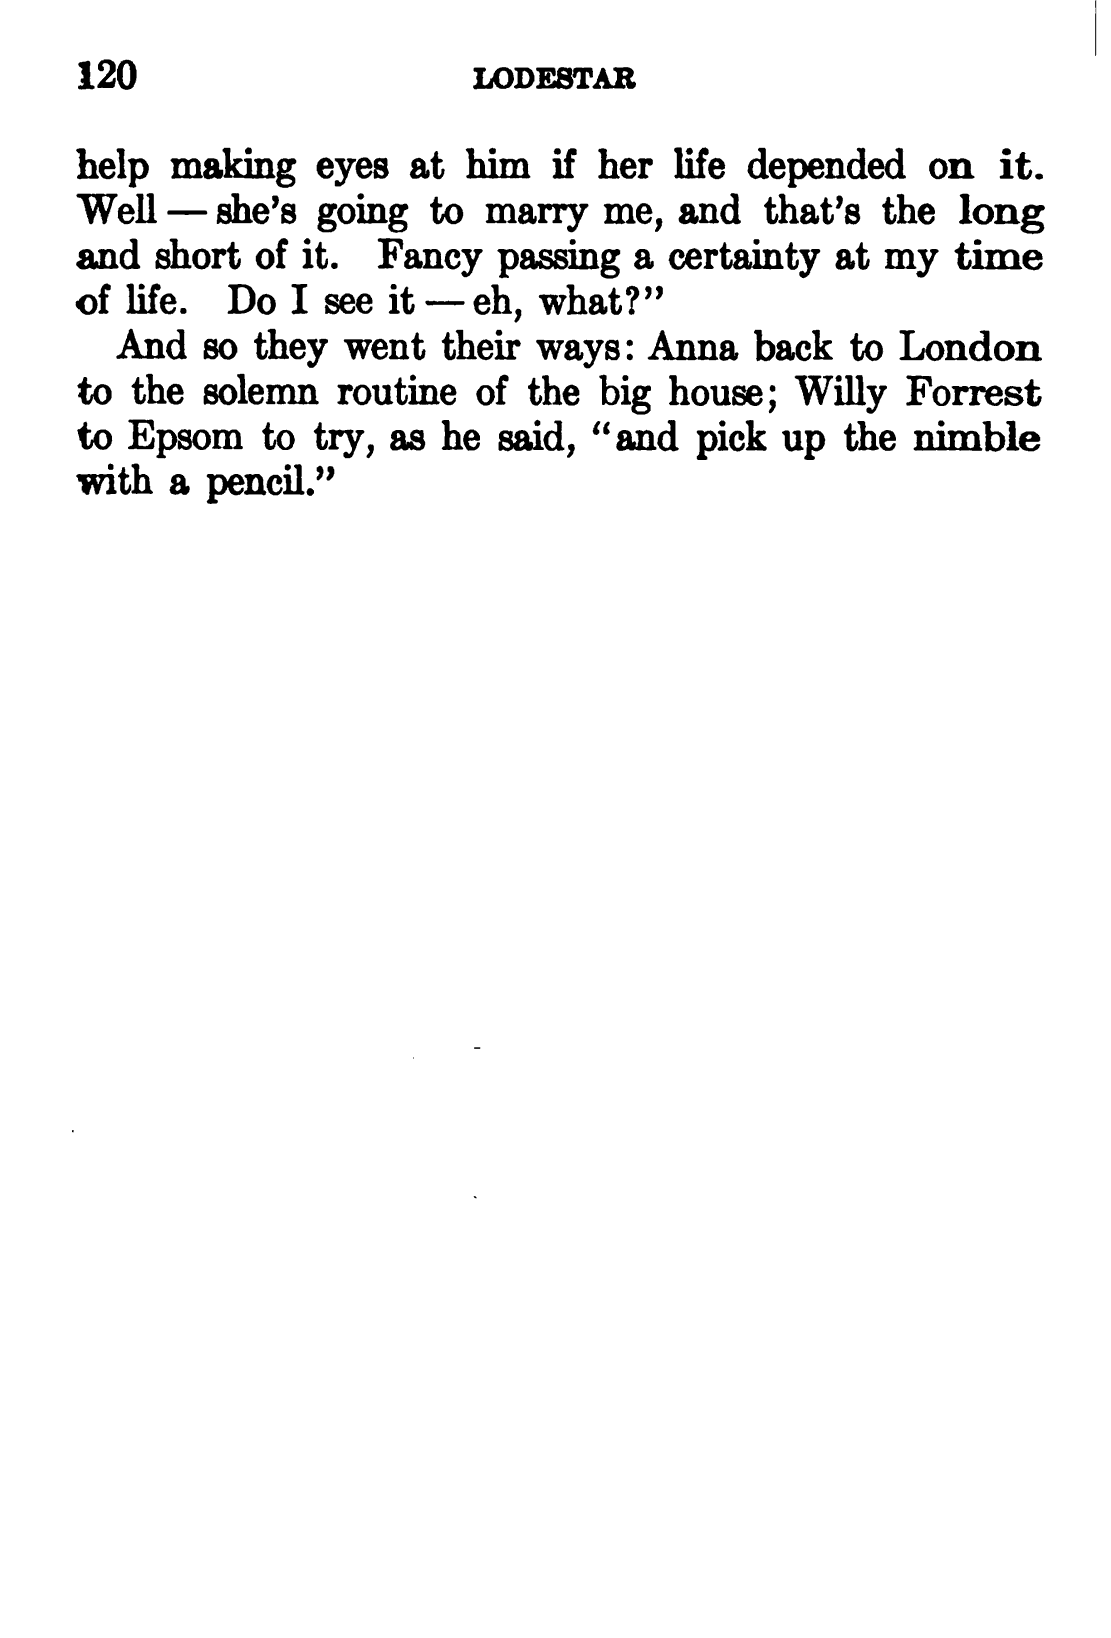 120 LODESTAR
help making eyes at him if her life depended on it.
Well — she's going to marry me, and that's the long
and short of it. Fancy passing a certainty at my time
of life. Do I see it — eh, what?”
And so they went their ways: Anna back to London
to the solemn routine of the big house; Willy Forrest
to Epsom to try, as he said, “and pick up the nimble
with a pencil.”